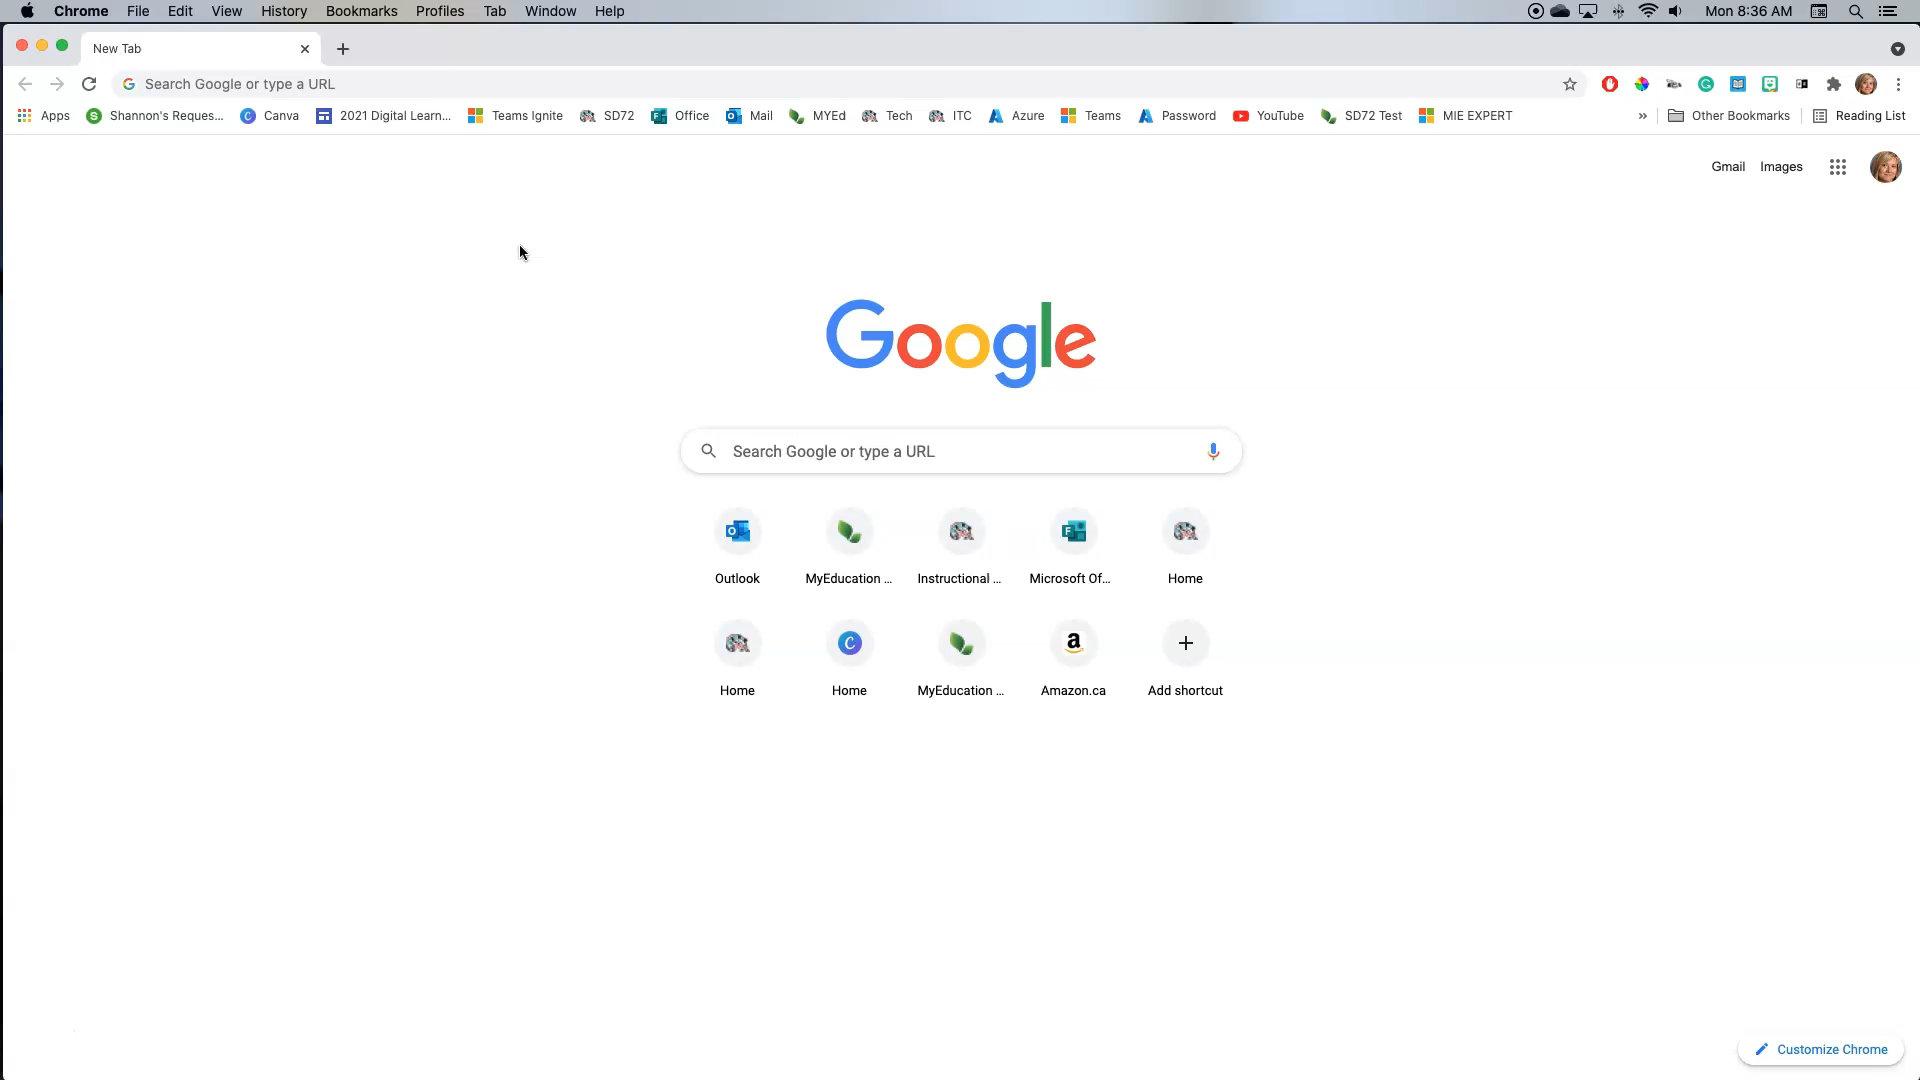 Chrome File Edit View History Bookmarks Profiles Tab Window Help Mon 8:36 AM
New Tab
Search Google or type a URL
Apps Shannon's Reques... Canva 2021 Digital Learn... Teams Ignite SD72 Office Mail MYEd Tech ITC Azure Teams Password YouTube SD72 Test MIE EXPERT » Other Bookmarks Reading List
Gmail Images
Google
Search Google or type a URL
Outlook MyEducation ... Instructional ... Microsoft Of... Home
Home Home MyEducation ... Amazon.ca Add shortcut
Customize Chrome